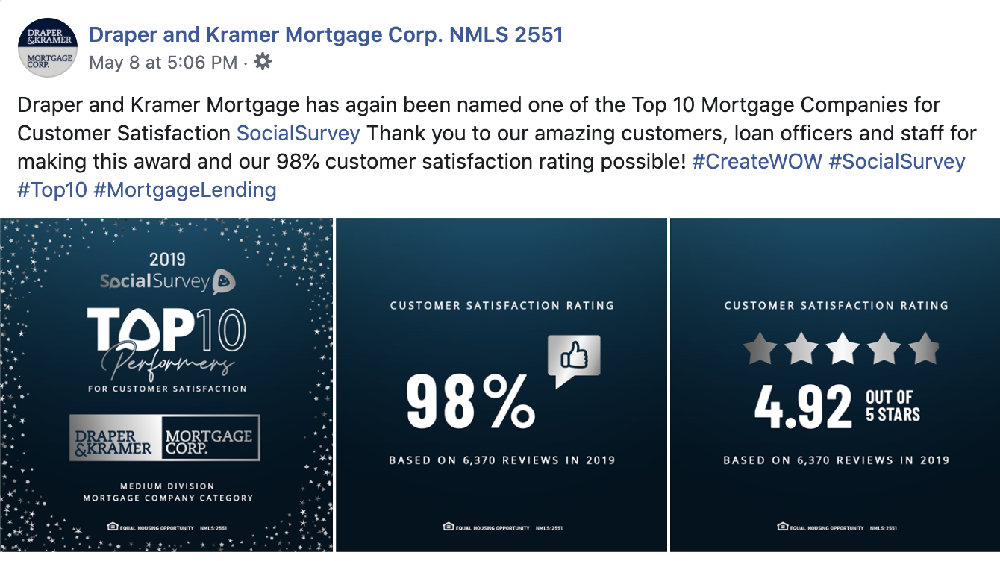 DRAPER
&KRAMER
MORTGAGE
CORP.
Draper and Kramer Mortgage Corp. NMLS 2551
May 8 at 5:06 PM ·
Draper and Kramer Mortgage has again been named one of the Top 10 Mortgage Companies for
Customer Satisfaction SocialSurvey Thank you to our amazing customers, loan officers and staff for
making this award and our 98% customer satisfaction rating possible! #CreateWOW #SocialSurvey
#Top10 #MortgageLending
2019
SocialSurvey
TOP10
Performers
FOR CUSTOMER SATISFACTION
DRAPER
&KRAMER
MORTGAGE
CORP.
MEDIUM DIVISION
MORTGAGE COMPANY CATEGORY
EQUAL HOUSING OPPORTUNITY NMLS:2551
CUSTOMER SATISFACTION RATING
98%
BASED ON 6,370 REVIEWS IN 2019
EQUAL HOUSING OPPORTUNITY NMLS:2551
CUSTOMER SATISFACTION RATING
4.92
OUT OF
5 STARS
BASED ON 6,370 REVIEWS IN 2019
EQUAL HOUSING OPPORTUNITY NMLS:2551